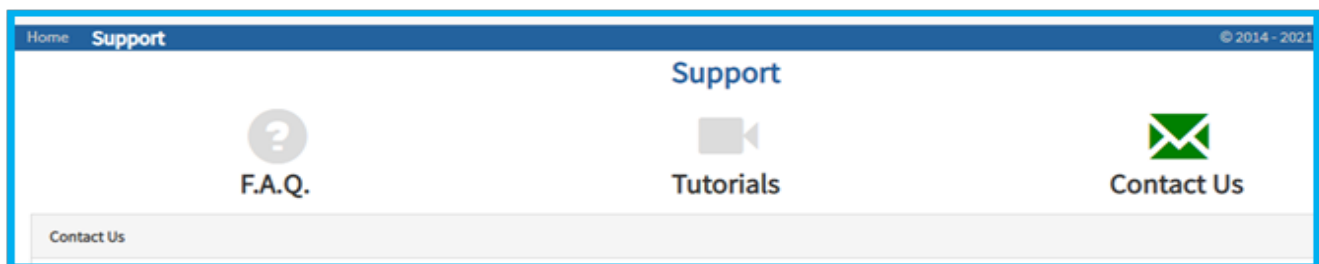 Home Support © 2014 - 2021
Support
F.A.Q. Tutorials Contact Us
Contact Us